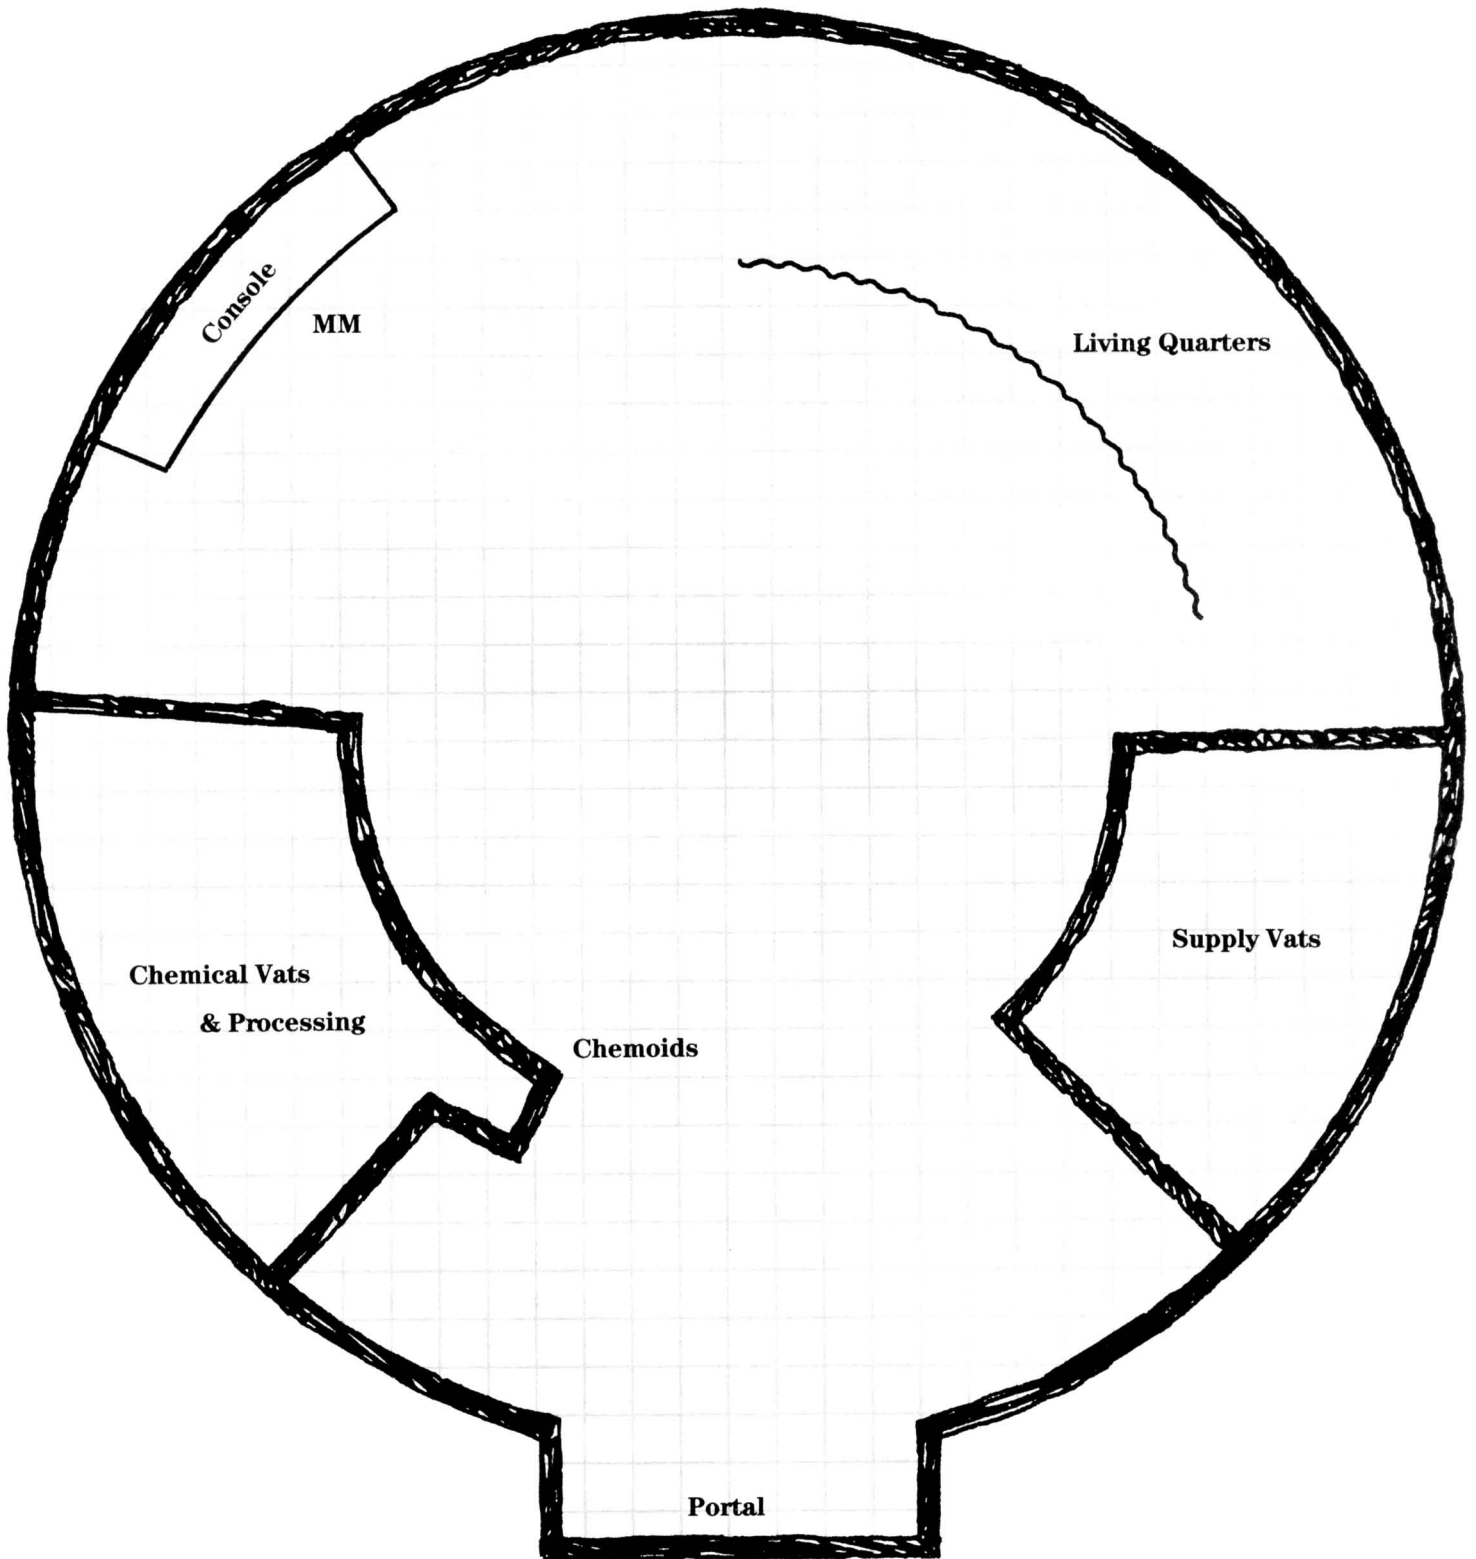 Console
MM
Living Quarters
Supply Vats
Chemical Vats
& Processing
Chemoids
Portal